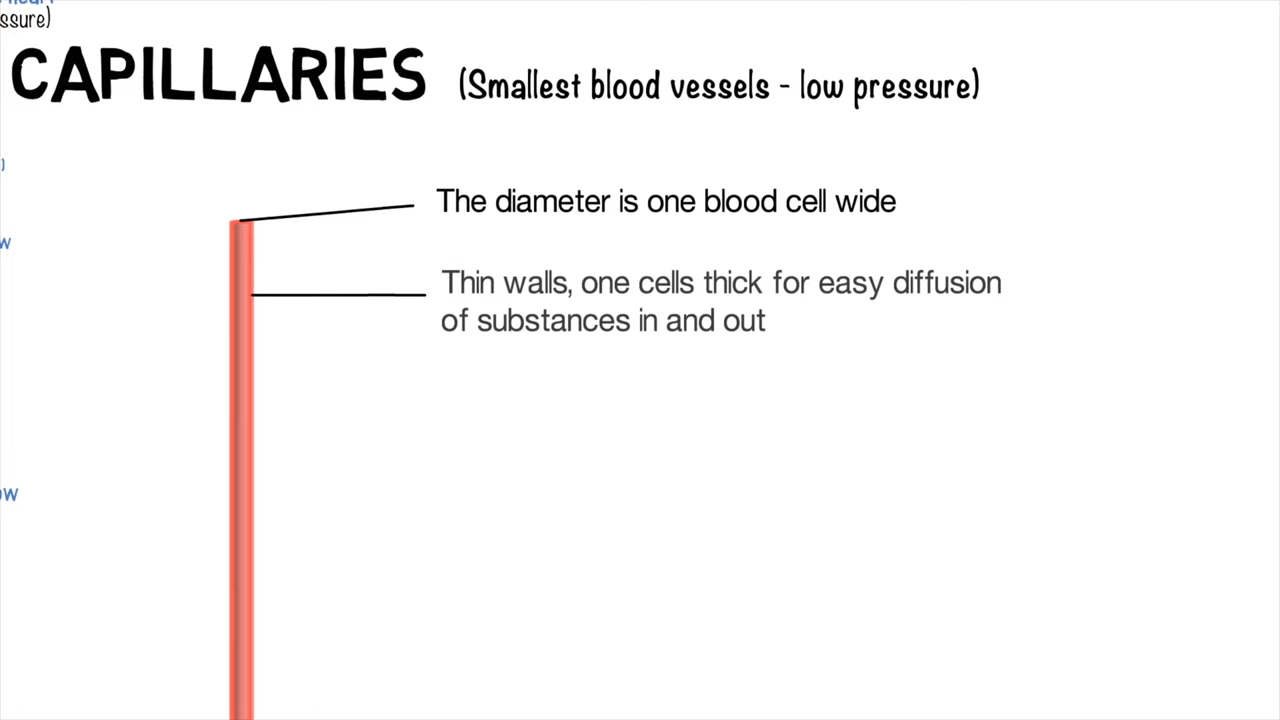 ssure)
CAPILLARIES (Smallest blood vessels - low pressure)
The diameter is one blood cell wide
Thin walls, one cells thick for easy diffusion
of substances in and out